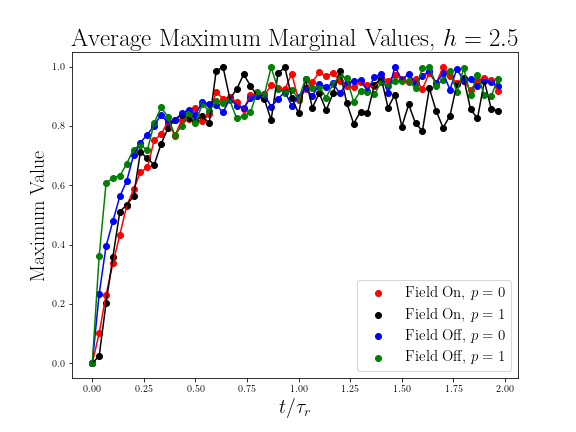 Average Maximum Marginal Values, h = 2.5
Maximum Value
1.0
0.8
0.6
0.4
0.2
0.0
Field On, p = 0
Field On, p = 1
Field Off, p = 0
Field Off, p = 1
0.00 0.25 0.50 0.75 1.00 1.25 1.50 1.75 2.00
t/τ_r